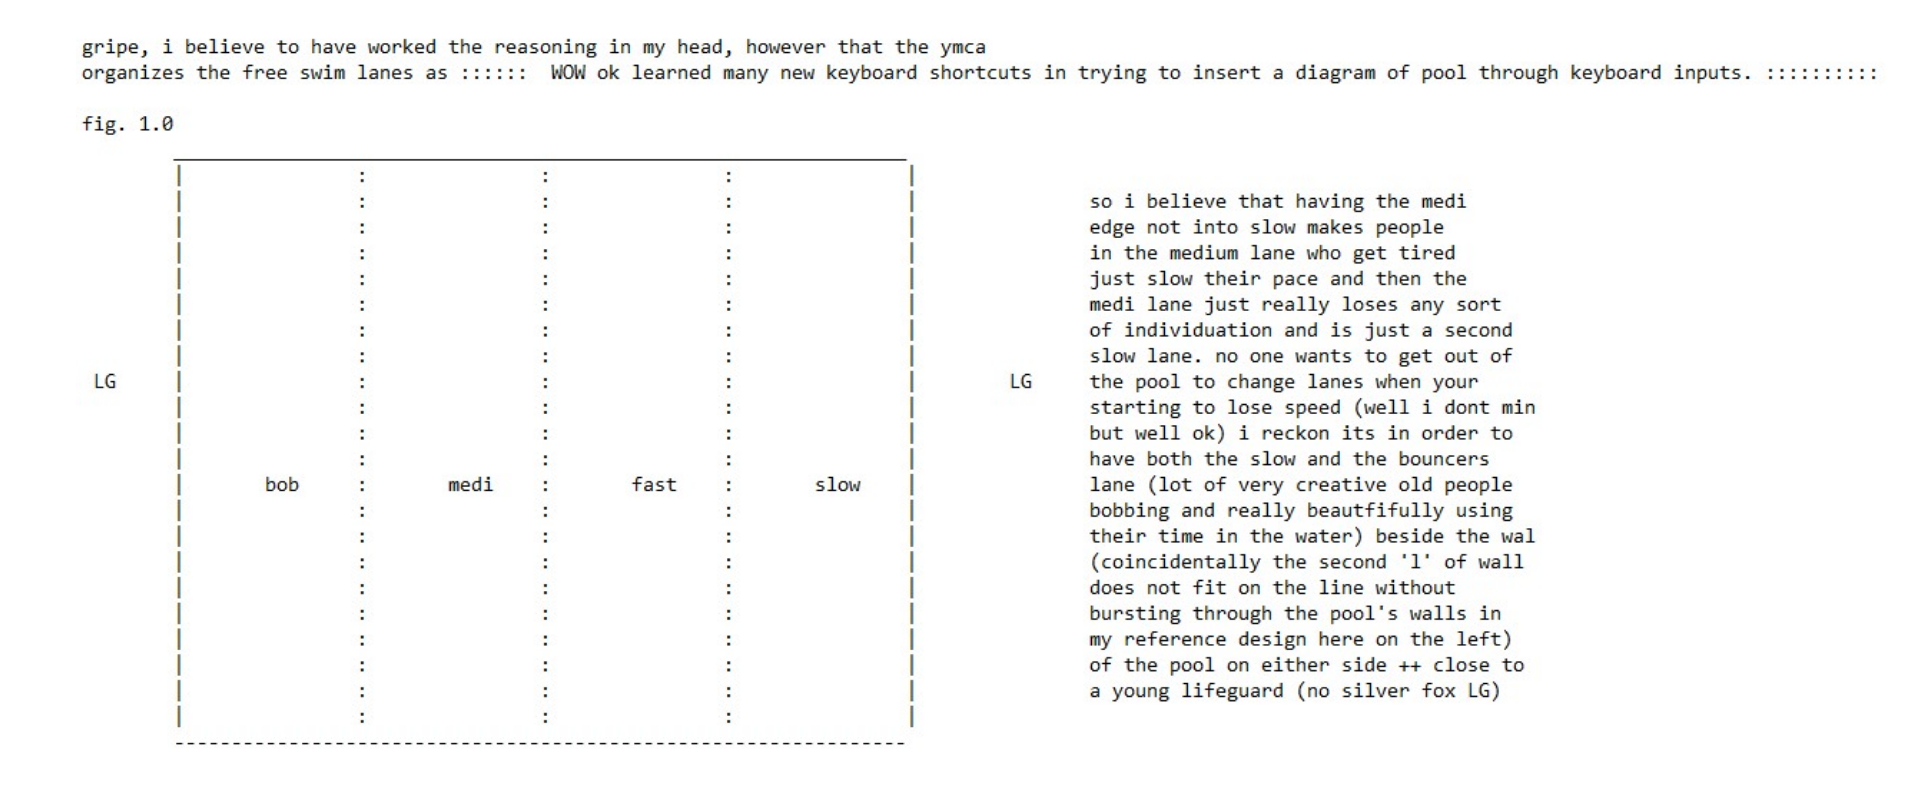 gripe, i believe to have worked the reasoning in my head, however that the ymca
organizes the free swim lanes as ::::::  WOW ok learned many new keyboard shortcuts in trying to insert a diagram of pool through keyboard inputs. ::::::::::
fig. 1.0
so i believe that having the medi
edge not into slow makes people
in the medium lane who get tired
just slow their pace and then the
medi lane just really loses any sort
of individuation and is just a second
slow lane. no one wants to get out of
LG LG the pool to change lanes when your
starting to lose speed (well i dont min
but well ok) i reckon its in order to
have both the slow and the bouncers
bob medi fast slow lane (lot of very creative old people
bobbing and really beautfifully using
their time in the water) beside the wal
(coincidentally the second 'l' of wall
does not fit on the line without
bursting through the pool's walls in
my reference design here on the left)
of the pool on either side ++ close to
a young lifeguard (no silver fox LG)